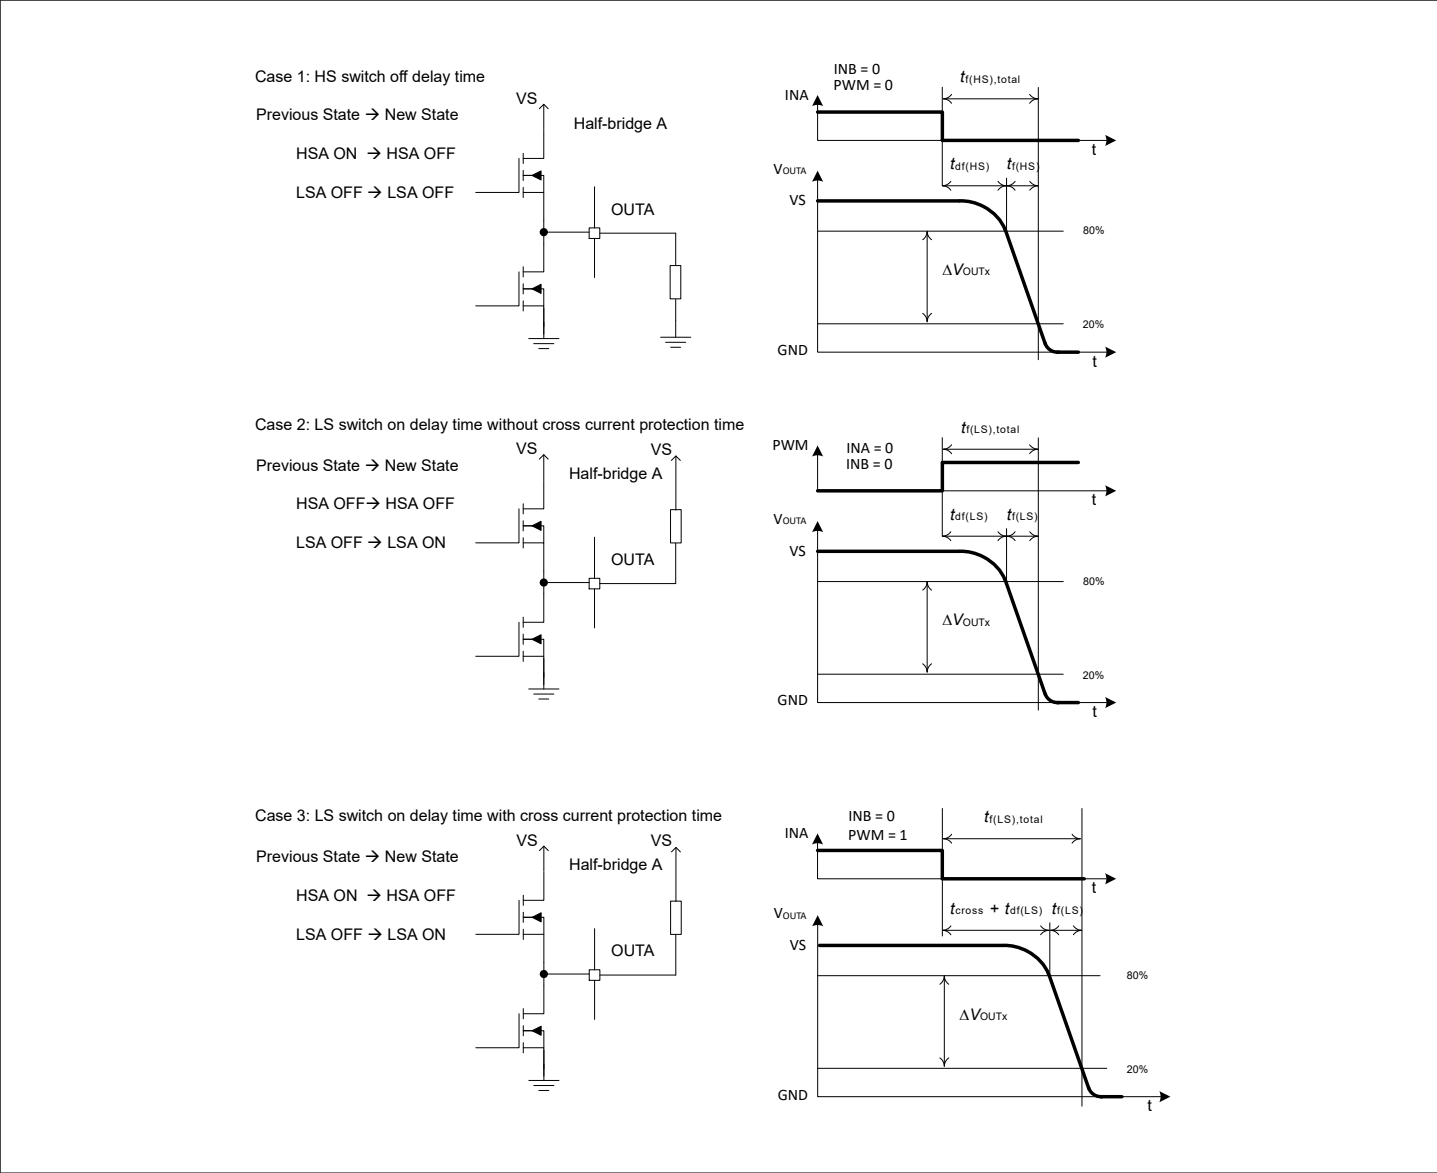 Case 1: HS switch off delay time
Previous State → New State
HSA ON → HSA OFF
LSA OFF → LSA OFF
VS
Half-bridge A
OUTA
INB = 0
PWM = 0
tf(HS),total
INA
t
tdf(HS)
tf(HS)
VOUTA
VS
80%
ΔVOUTx
20%
GND
t
Case 2: LS switch on delay time without cross current protection time
Previous State → New State
HSA OFF → HSA OFF
LSA OFF → LSA ON
VS
VS
Half-bridge A
OUTA
tf(LS),total
PWM
INA = 0
INB = 0
t
tdf(LS)
tf(LS)
VOUTA
VS
80%
ΔVOUTx
20%
GND
t
Case 3: LS switch on delay time with cross current protection time
Previous State → New State
HSA ON → HSA OFF
LSA OFF → LSA ON
VS
VS
Half-bridge A
OUTA
INB = 0
PWM = 1
tf(LS),total
INA
t
tcross + tdf(LS)
tf(LS)
VOUTA
VS
80%
ΔVOUTx
20%
GND
t